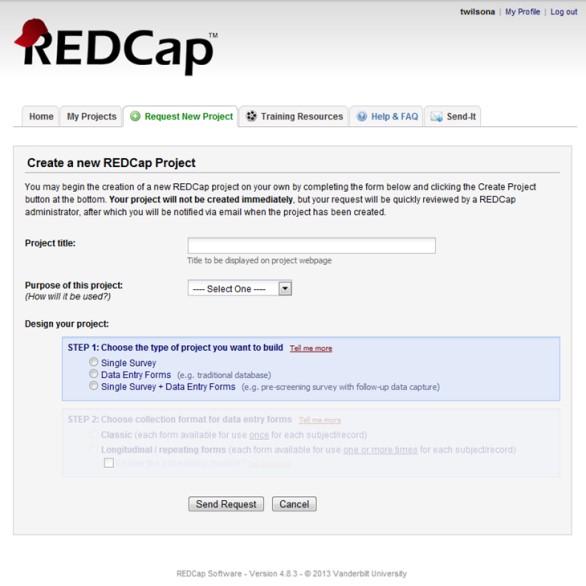 twilsona | My Profile | Log out
REDCap™
Home
My Projects
Request New Project
Training Resources
Help & FAQ
Send-It
Create a new REDCap Project
You may begin the creation of a new REDCap project on your own by completing the form below and clicking the Create Project
button at the bottom. Your project will not be created immediately, but your request will be quickly reviewed by a REDCap
administrator, after which you will be notified via email when the project has been created.
Project title:
Title to be displayed on project webpage
Purpose of this project:
(How will it be used?)
---- Select One ----
Design your project:
STEP 1: Choose the type of project you want to build Tell me more
Single Survey
Data Entry Forms (e.g. traditional database)
Single Survey + Data Entry Forms (e.g. pre-screening survey with follow-up data capture)
STEP 2: Choose collection format for data entry forms Tell me more
Classic (each form available for use once for each subject/record)
Longitudinal / repeating forms (each form available for use one or more times for each subject/record)
Send Request
Cancel
REDCap Software - Version 4.8.3 - © 2013 Vanderbilt University